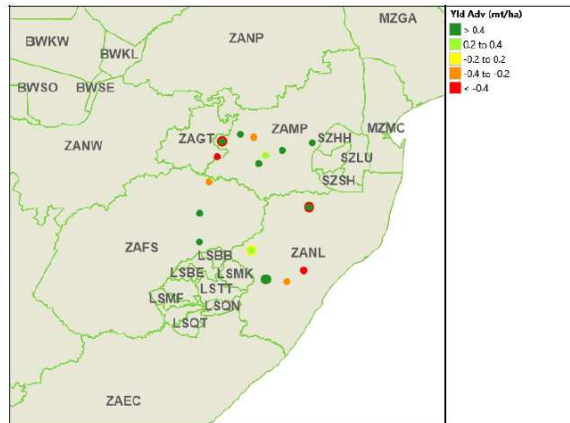 Yld Adv (mt/ha)
> 0.4
0.2 to 0.4
-0.2 to 0.2
-0.4 to -0.2
< -0.4
MZGA
BWKW
ZANP
BWKL
BWSO
BWSE
MZMC
ZAGT
ZAMP
SZHH
ZANW
SZLU
SZSH
ZAFS
LSBB
ZANL
LSBE
LSMK
LSTT
LSMF
LSQN
LSQT
ZAEC